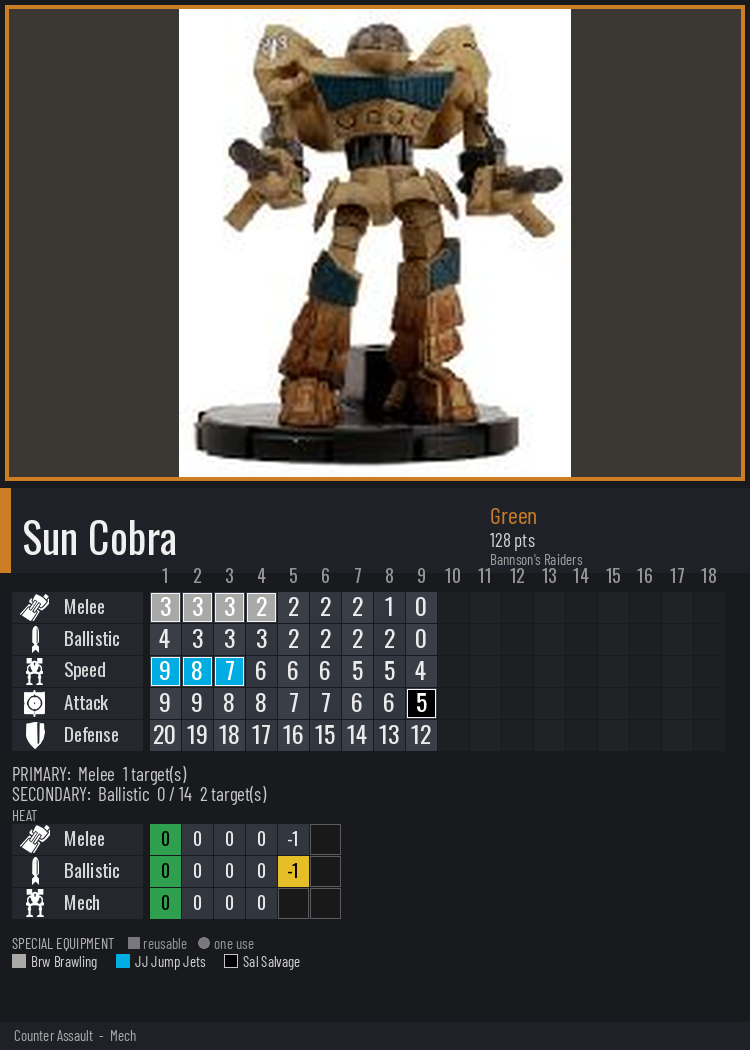 Sun Cobra
Green
128 pts
Bannson's Raiders
1 2 3 4 5 6 7 8 9 10 11 12 13 14 15 16 17 18
Melee 3 3 3 2 2 2 2 1 0
Ballistic 4 3 3 3 2 2 2 2 0
Speed 9 8 7 6 6 6 5 5 4
Attack 9 9 8 8 7 7 6 6 5
Defense 20 19 18 17 16 15 14 13 12
PRIMARY: Melee 1 target(s)
SECONDARY: Ballistic 0 / 14 2 target(s)
HEAT
Melee 0 0 0 0 -1
Ballistic 0 0 0 0 -1
Mech 0 0 0 0
SPECIAL EQUIPMENT reusable one use
Brw Brawling JJ Jump Jets Sal Salvage
Counter Assault - Mech